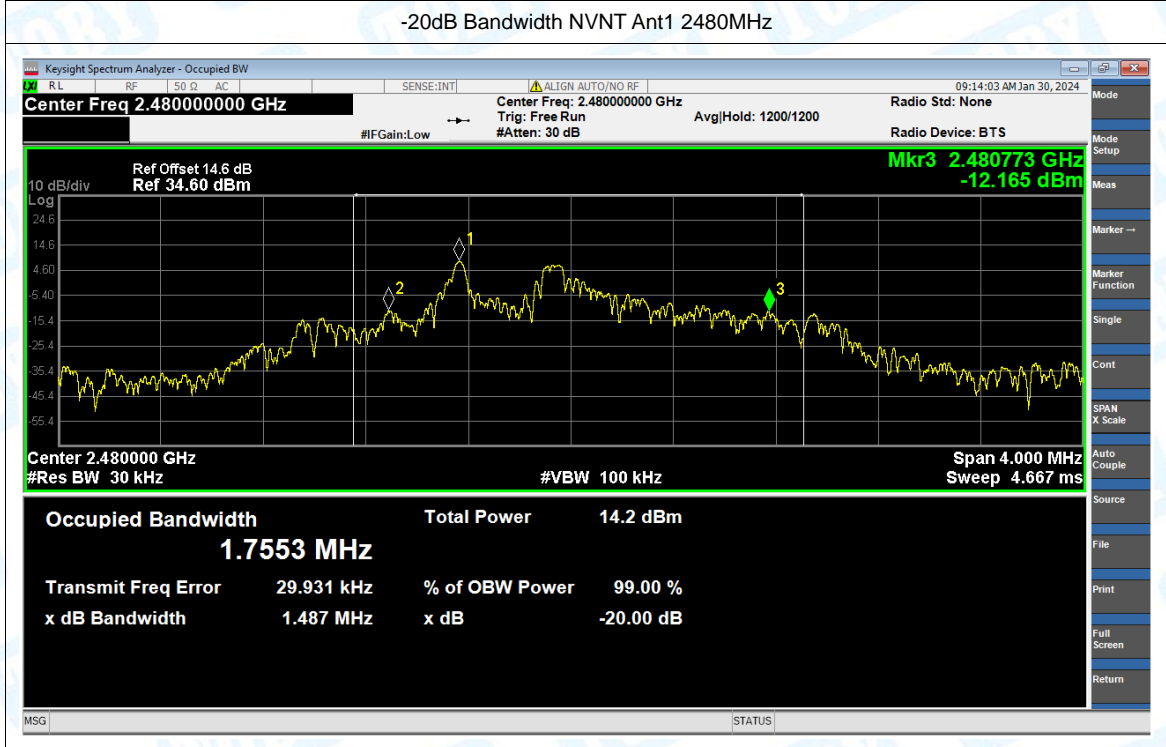 -20dB Bandwidth NVNT Ant1 2480MHz
Keysight Spectrum Analyzer - Occupied BW
LXI RL RF 50 Ω AC SENSE:INT ALIGN AUTO/NO RF 09:14:03 AM Jan 30, 2024
Center Freq 2.480000000 GHz
Center Freq: 2.480000000 GHz
Radio Std: None
Trig: Free Run
Avg|Hold: 1200/1200
#IFGain:Low
#Atten: 30 dB
Radio Device: BTS
Ref Offset 14.6 dB
Mkr3 2.480773 GHz
10 dB/div
Ref 34.60 dBm
-12.165 dBm
Log
24.6
14.6
4.60
-5.40
-15.4
-25.4
-35.4
-45.4
-55.4
1
2
3
Center 2.480000 GHz
Span 4.000 MHz
#Res BW 30 kHz
#VBW 100 kHz
Sweep 4.667 ms
Occupied Bandwidth
Total Power 14.2 dBm
1.7553 MHz
Transmit Freq Error 29.931 kHz % of OBW Power 99.00 %
x dB Bandwidth 1.487 MHz x dB -20.00 dB
MSG
STATUS
Mode
Mode
Setup
Meas
Marker →
Marker
Function
Single
Cont
SPAN
X Scale
Auto
Couple
Source
File
Print
Full
Screen
Return